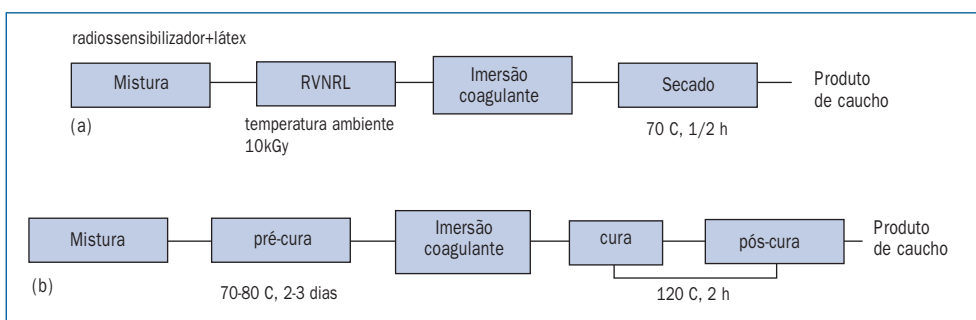 radiossensibilizador+látex
Mistura
RVNRL
Imersão
coagulante
Secado
Produto
de caucho
(a)
temperatura ambiente
10kGy
70 C, 1/2 h
Mistura
pré-cura
Imersão
coagulante
cura
pós-cura
Produto
de caucho
(b)
70-80 C, 2-3 dias
120 C, 2 h